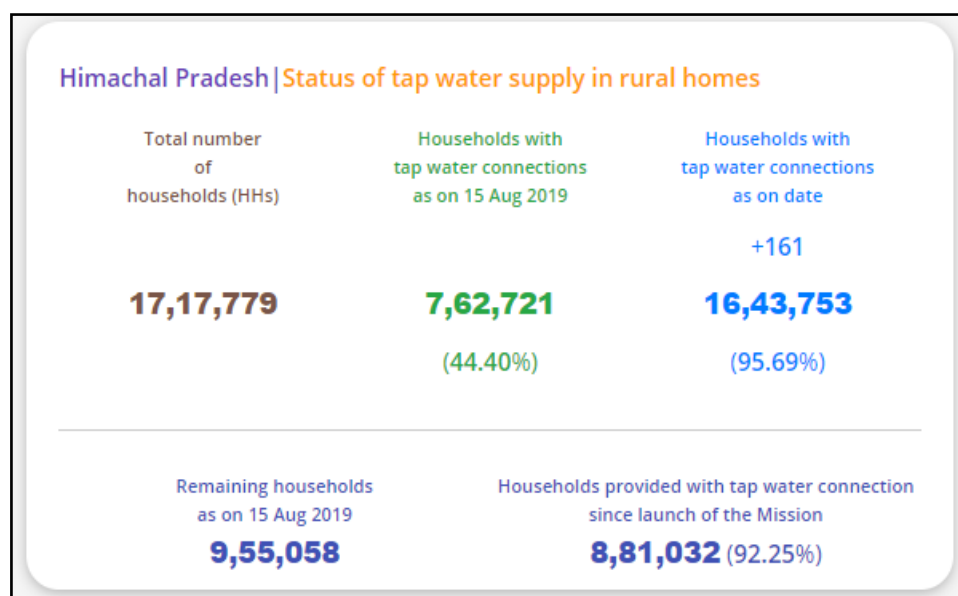 Himachal Pradesh|Status of tap water supply in rural homes
Total number
of
households (HHs)
Households with
tap water connections
as on 15 Aug 2019
Households with
tap water connections
as on date
+161
17,17,779
7,62,721
16,43,753
(44.40%)
(95.69%)
Remaining households
as on 15 Aug 2019
9,55,058
Households provided with tap water connection
since launch of the Mission
8,81,032 (92.25%)